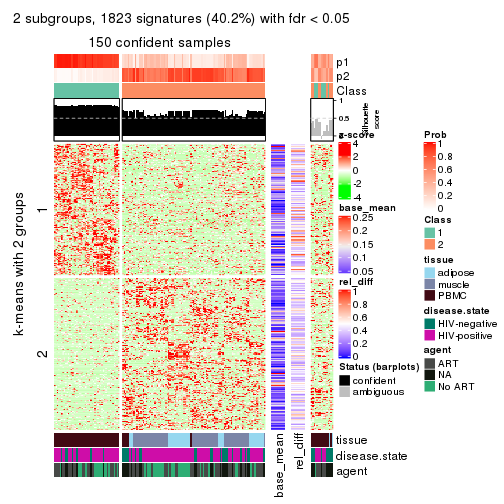 2 subgroups, 1823 signatures (40.2%) with fdr < 0.05
150 confident samples
p1
p2
Class
1
0.5
0
Silhouette
score
k-means with 2 groups
1
2
z-score
4
2
0
-2
-4
base_mean
0.25
0.2
0.15
0.1
0.05
rel_diff
1
0.8
0.6
0.4
0.2
0
Status (barplots)
confident
ambiguous
Prob
1
0.8
0.6
0.4
0.2
0
Class
1
2
tissue
adipose
muscle
PBMC
disease.state
HIV-negative
HIV-positive
agent
ART
NA
No ART
tissue
disease.state
agent
base_mean
rel_diff